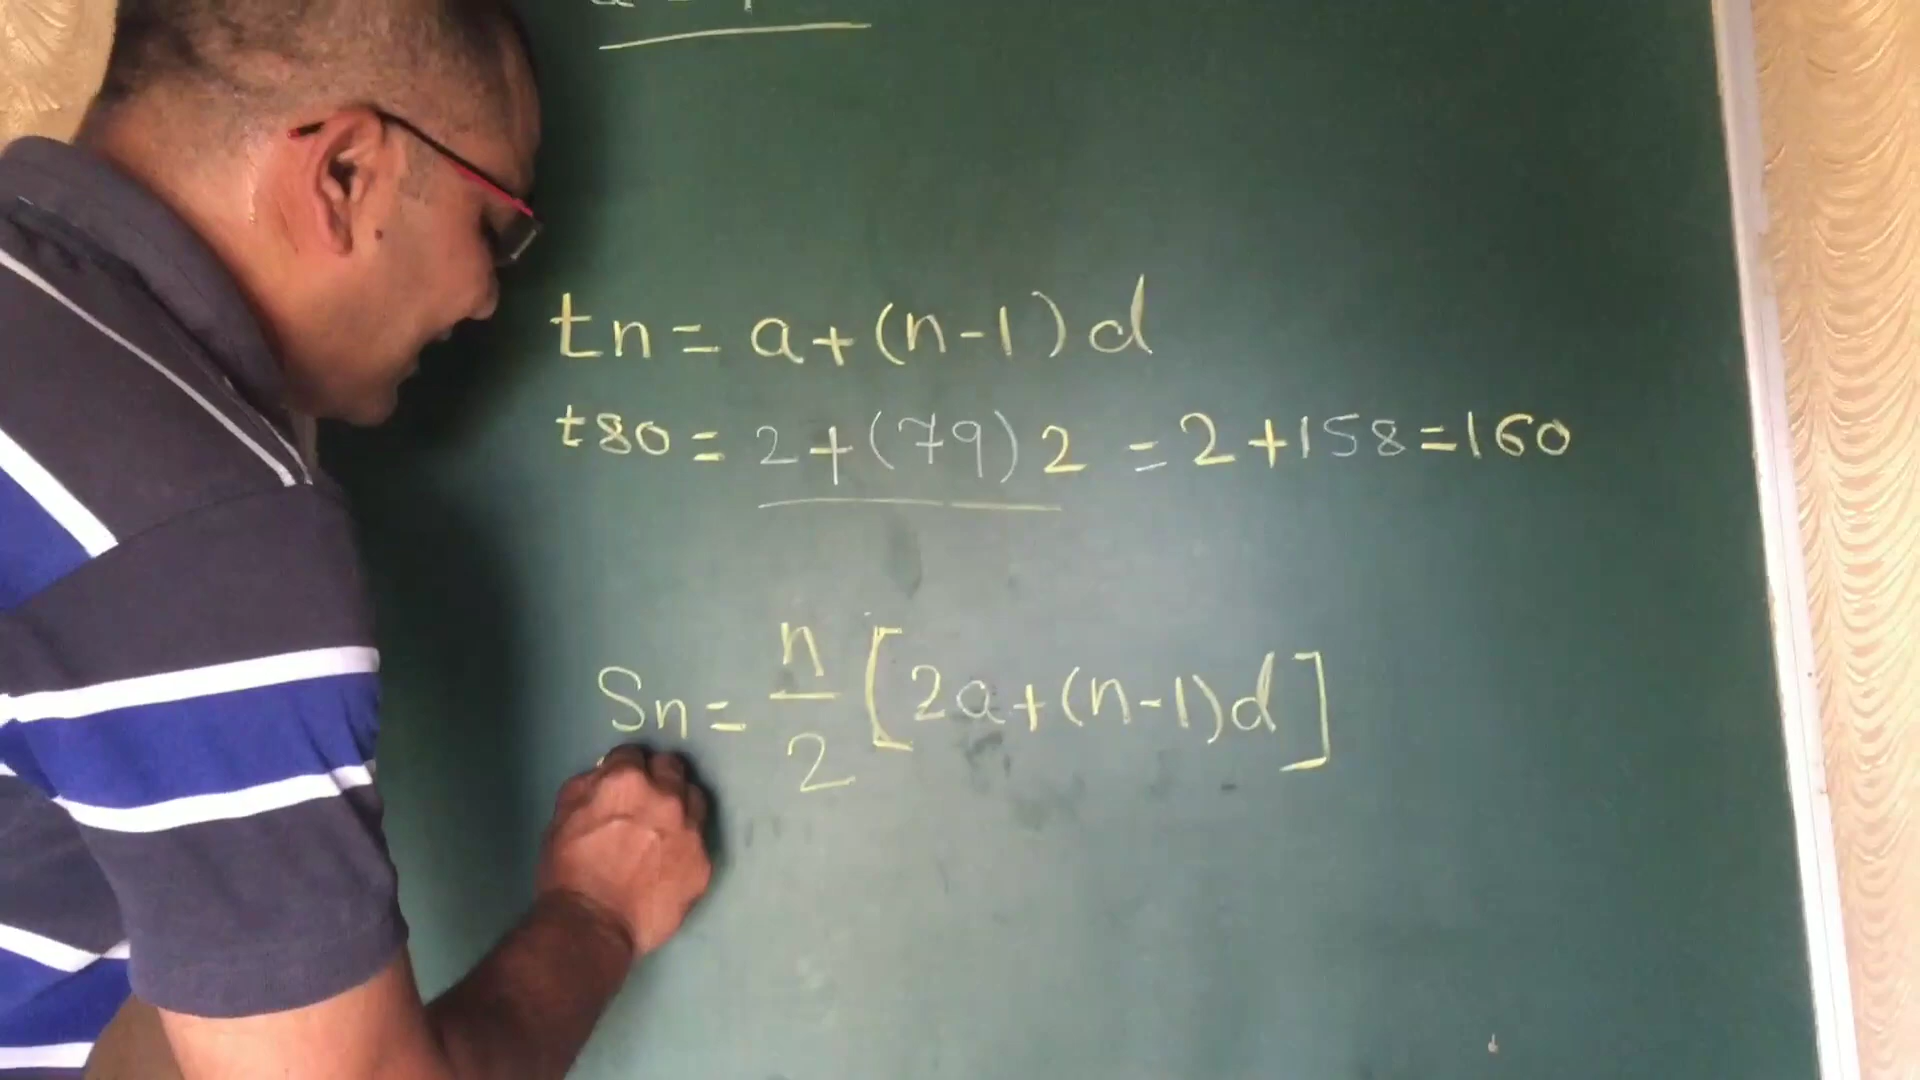 tn = a+(n-1)d
t80 = 2+(79)2 = 2+158=160
Sn = n/2 [2a+(n-1)d]